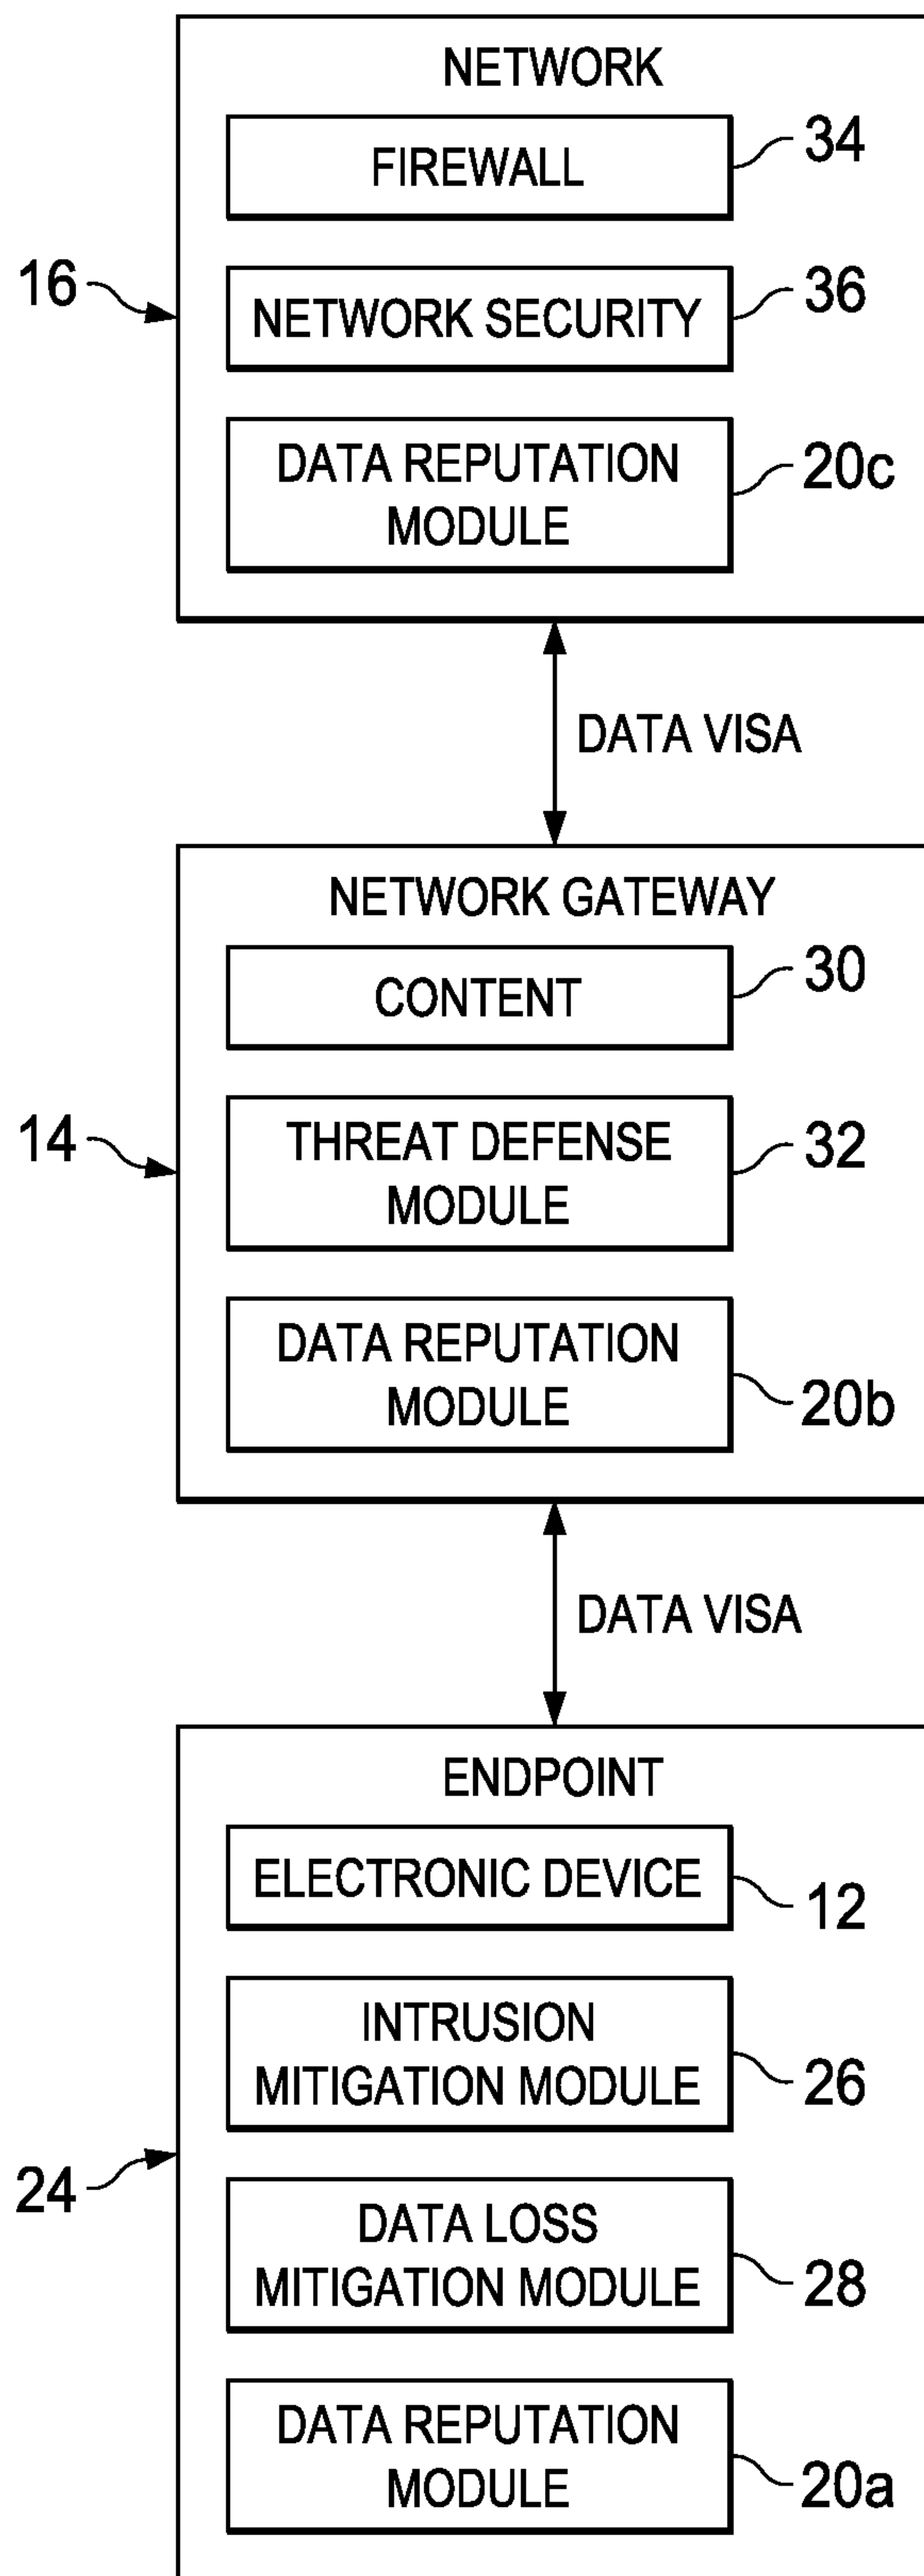 NETWORK
FIREWALL
34
16
NETWORK SECURITY
36
DATA REPUTATION
MODULE
20c
DATA VISA
NETWORK GATEWAY
CONTENT
30
14
THREAT DEFENSE
MODULE
32
DATA REPUTATION
MODULE
20b
DATA VISA
ENDPOINT
ELECTRONIC DEVICE
12
INTRUSION
MITIGATION MODULE
26
24
DATA LOSS
MITIGATION MODULE
28
DATA REPUTATION
MODULE
20a